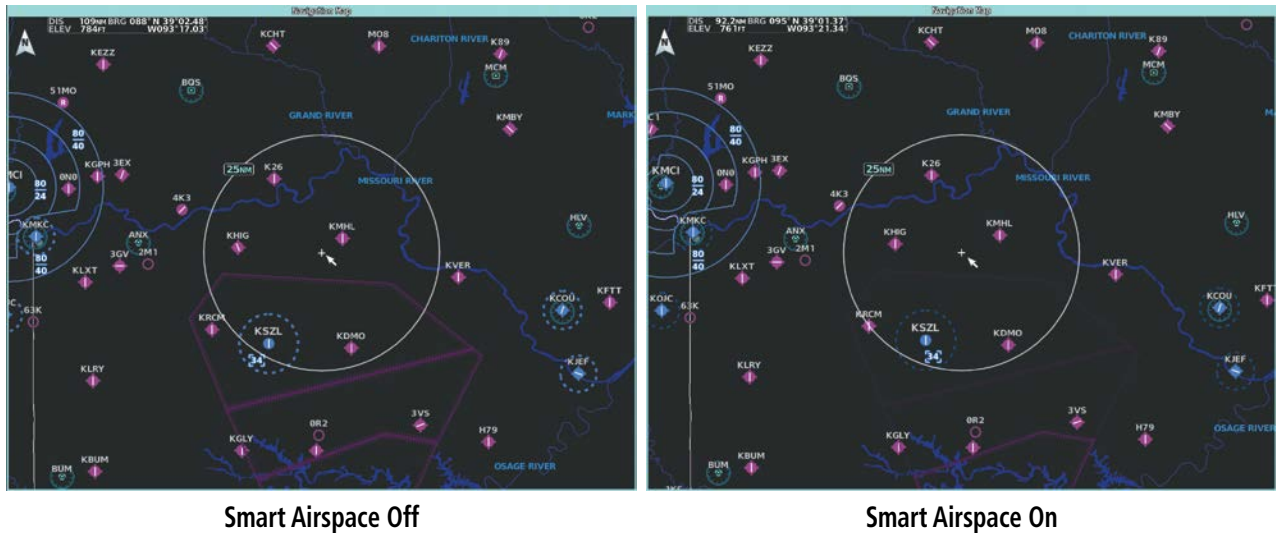 Navigation Map
DIS 109NM BRG 088° N 39°02.48'
ELEV 784FT W093°17.03'
N
KCHT
MO8
CHARITON RIVER
K89
KEZZ
MCM
BQS
51MO
GRAND RIVER
KMBY
MARK
80
40
KGPH
3EX
25NM
K26
MISSOURI RIVER
MCI
80
24
0N0
4K3
KMKC
ANX
HLV
KHIG
KMHL
80
40
3GV
2M1
KLXT
KVER
KCOU
KFTT
63K
KRCM
KSZL
KDMO
34
KJEF
KLRY
0R2
3VS
KGLY
H79
BUM
KBUM
OSAGE RIVER
Smart Airspace Off
Navigation Map
DIS 92.2NM BRG 095° N 39°01.37'
ELEV 761FT W093°21.34'
N
KCHT
MO8
CHARITON RIVER
K89
KEZZ
MCM
BQS
51MO
GRAND RIVER
KMBY
80
40
KGPH
3EX
25NM
K26
MISSOURI RIVER
KMCI
80
24
0N0
4K3
KMKC
ANX
HLV
KHIG
KMHL
80
40
3GV
2M1
KLXT
KVER
KOJC
KCOU
KFT
63K
KRCM
KSZL
KDMO
34
KJEF
KLRY
0R2
3VS
KGLY
H79
OSAGE RIVER
BUM
KBUM
Smart Airspace On